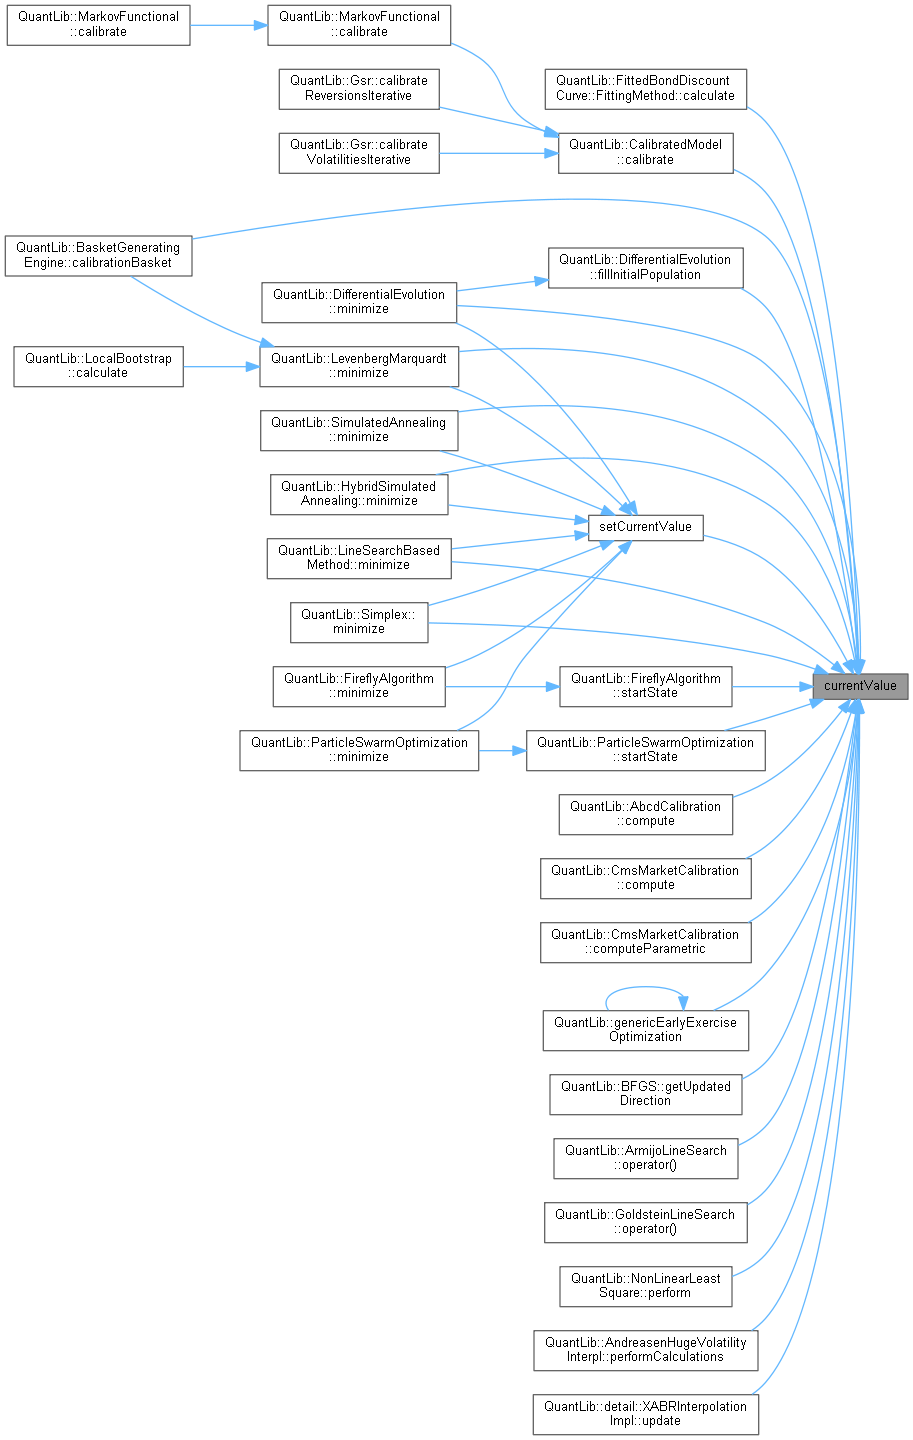 QuantLib::MarkovFunctional
::calibrate
QuantLib::MarkovFunctional
::calibrate
QuantLib::Gsr::calibrate
ReversionsIterative
QuantLib::FittedBondDiscount
Curve::FittingMethod::calculate
QuantLib::Gsr::calibrate
VolatilitiesIterative
QuantLib::CalibratedModel
::calibrate
QuantLib::BasketGenerating
Engine::calibrationBasket
QuantLib::DifferentialEvolution
::fillInitialPopulation
QuantLib::DifferentialEvolution
::minimize
QuantLib::LocalBootstrap
::calculate
QuantLib::LevenbergMarquardt
::minimize
QuantLib::SimulatedAnnealing
::minimize
QuantLib::HybridSimulated
Annealing::minimize
setCurrentValue
QuantLib::LineSearchBased
Method::minimize
QuantLib::Simplex::
minimize
QuantLib::FireflyAlgorithm
::minimize
QuantLib::FireflyAlgorithm
::startState
currentValue
QuantLib::ParticleSwarmOptimization
::minimize
QuantLib::ParticleSwarmOptimization
::startState
QuantLib::AbcdCalibration
::compute
QuantLib::CmsMarketCalibration
::compute
QuantLib::CmsMarketCalibration
::computeParametric
QuantLib::genericEarlyExercise
Optimization
QuantLib::BFGS::getUpdated
Direction
QuantLib::ArmijoLineSearch
::operator()
QuantLib::GoldsteinLineSearch
::operator()
QuantLib::NonLinearLeast
Square::perform
QuantLib::AndreasenHugeVolatility
Interpl::performCalculations
QuantLib::detail::XABRInterpolation
Impl::update